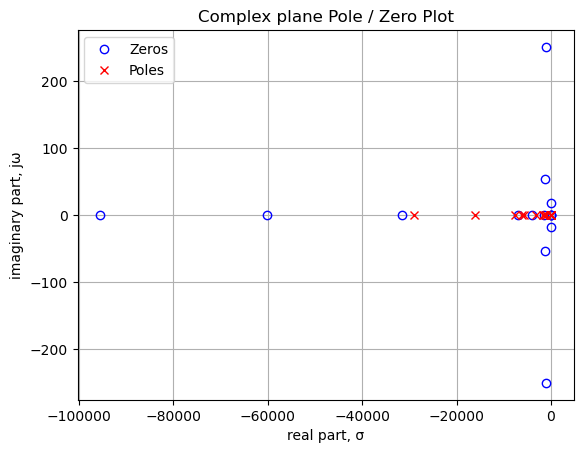 Complex plane Pole / Zero Plot
Zeros
Poles
imaginary part, jω
200
100
0
−100
−200
−100000
−80000
−60000
−40000
−20000
0
real part, σ